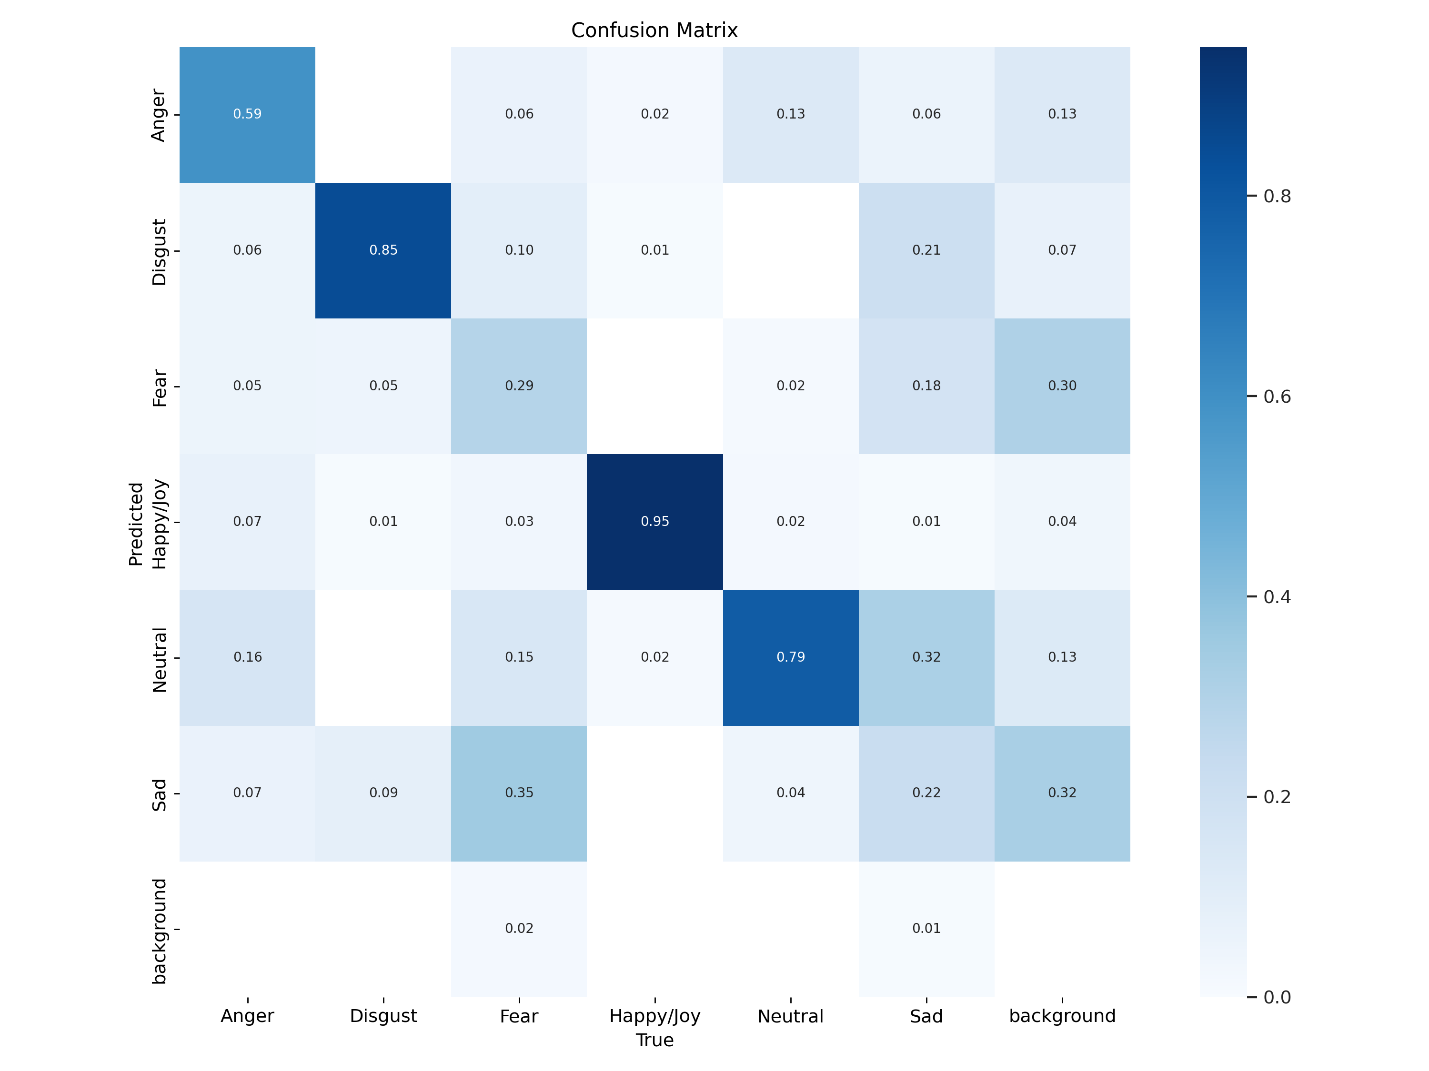 Confusion Matrix
Anger 0.59 0.06 0.02 0.13 0.06 0.13
Disgust 0.06 0.85 0.10 0.01 0.21 0.07
Fear 0.05 0.05 0.29 0.02 0.18 0.30
Predicted
Happy/Joy 0.07 0.01 0.03 0.95 0.02 0.01 0.04
Neutral 0.16 0.15 0.02 0.79 0.32 0.13
Sad 0.07 0.09 0.35 0.04 0.22 0.32
background 0.02 0.01
Anger Disgust Fear Happy/Joy Neutral Sad background
True
0.8
0.6
0.4
0.2
0.0